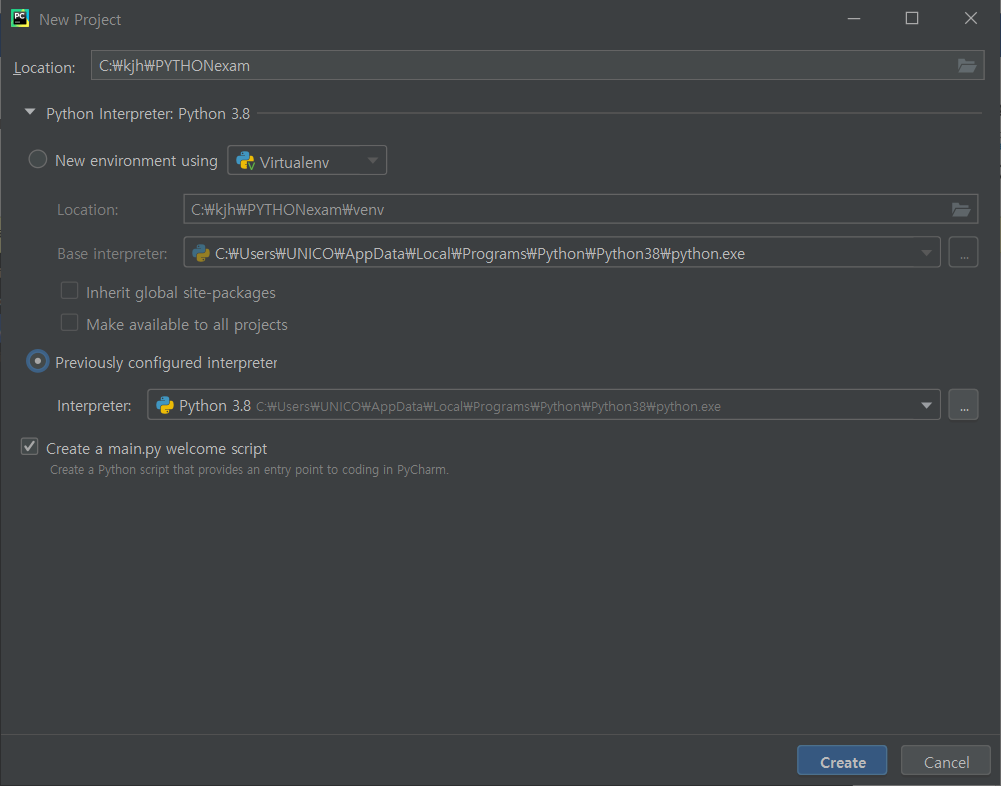 PC New Project
Location: C:₩kjh₩PYTHONexam
Python Interpreter: Python 3.8
New environment using Virtualenv
Location: C:₩kjh₩PYTHONexam₩venv
Base interpreter: C:₩Users₩UNICO₩AppData₩Local₩Programs₩Python₩Python38₩python.exe ...
Inherit global site-packages
Make available to all projects
Previously configured interpreter
Interpreter: Python 3.8 C:₩Users₩UNICO₩AppData₩Local₩Programs₩Python₩Python38₩python.exe ...
Create a main.py welcome script
Create a Python script that provides an entry point to coding in PyCharm.
Create Cancel